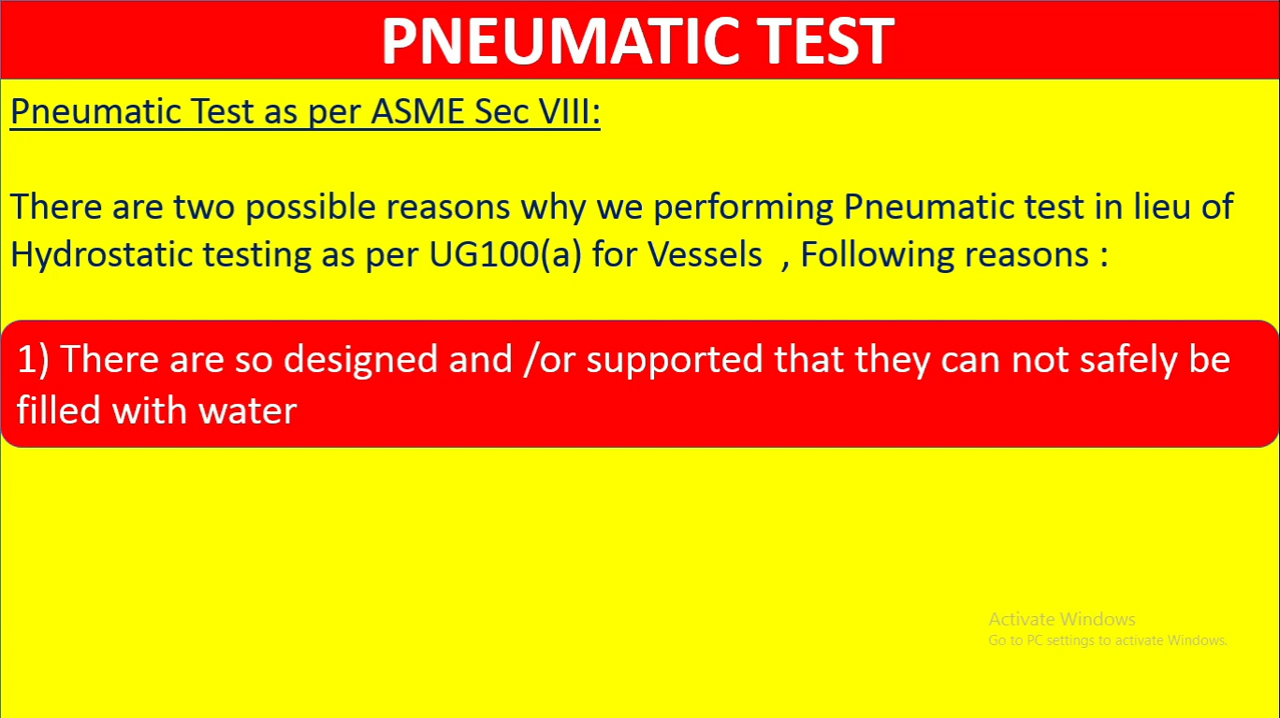 PNEUMATIC TEST
Pneumatic Test as per ASME Sec VIII:
There are two possible reasons why we performing Pneumatic test in lieu of
Hydrostatic testing as per UG100(a) for Vessels , Following reasons :
1) There are so designed and /or supported that they can not safely be
filled with water
Activate Windows
Go to PC settings to activate Windows.